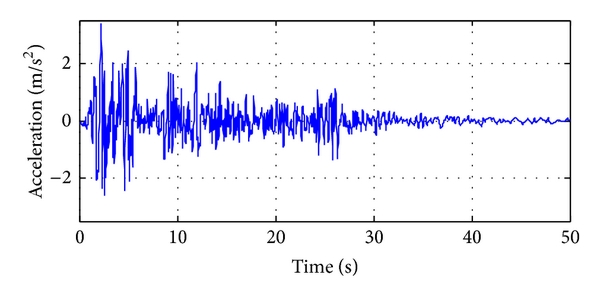 Acceleration (m/s²)
2
0
−2
0 10 20 30 40 50
Time (s)